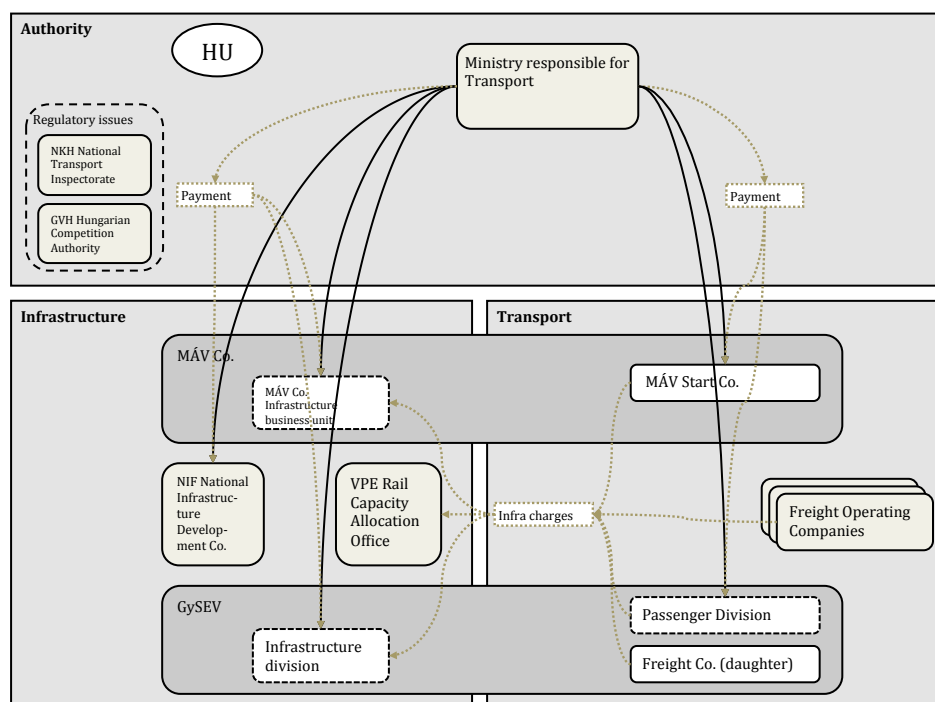 Authority
HU
Ministry responsible for
Transport
Regulatory issues
NKH National
Transport
Inspectorate
GVH Hungarian
Competition
Authority
Payment
Payment
Infrastructure
Transport
MÁV Co.
MÁV Co.
Infrastructure
business unit
MÁV Start Co.
NIF National
Infrastruc-
ture
Develop-
ment Co.
VPE Rail
Capacity
Allocation
Office
Infra charges
Freight Operating
Companies
GySEV
Infrastructure
division
Passenger Division
Freight Co. (daughter)